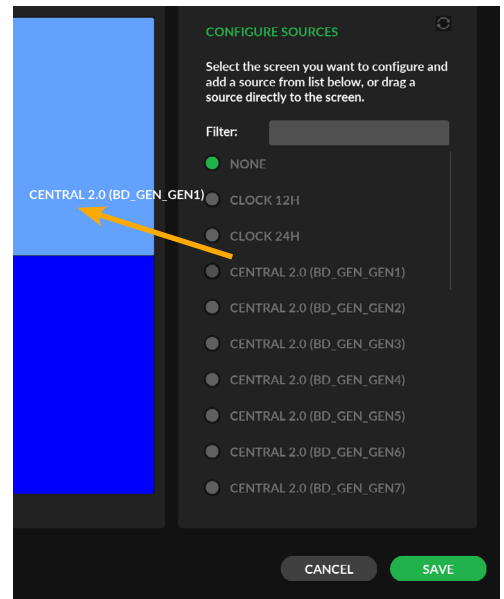 CONFIGURE SOURCES
Select the screen you want to configure and
add a source from list below, or drag a
source directly to the screen.
Filter:
NONE
CENTRAL 2.0 (BD_GEN_GEN1)
CLOCK 12H
CLOCK 24H
CENTRAL 2.0 (BD_GEN_GEN1)
CENTRAL 2.0 (BD_GEN_GEN2)
CENTRAL 2.0 (BD_GEN_GEN3)
CENTRAL 2.0 (BD_GEN_GEN4)
CENTRAL 2.0 (BD_GEN_GEN5)
CENTRAL 2.0 (BD_GEN_GEN6)
CENTRAL 2.0 (BD_GEN_GEN7)
CANCEL
SAVE